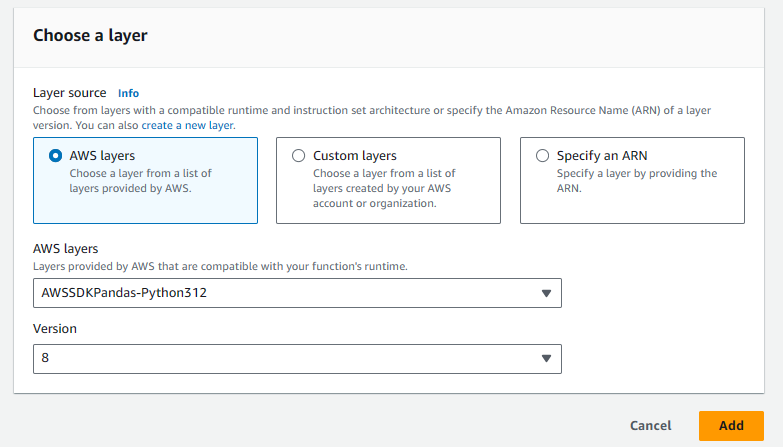 Choose a layer
Layer source Info
Choose from layers with a compatible runtime and instruction set architecture or specify the Amazon Resource Name (ARN) of a layer
version. You can also create a new layer.
AWS layers
Choose a layer from a list of
layers provided by AWS.
Custom layers
Choose a layer from a list of
layers created by your AWS
account or organization.
Specify an ARN
Specify a layer by providing the
ARN.
AWS layers
Layers provided by AWS that are compatible with your function's runtime.
AWSSDKPandas-Python312
Version
8
Cancel Add